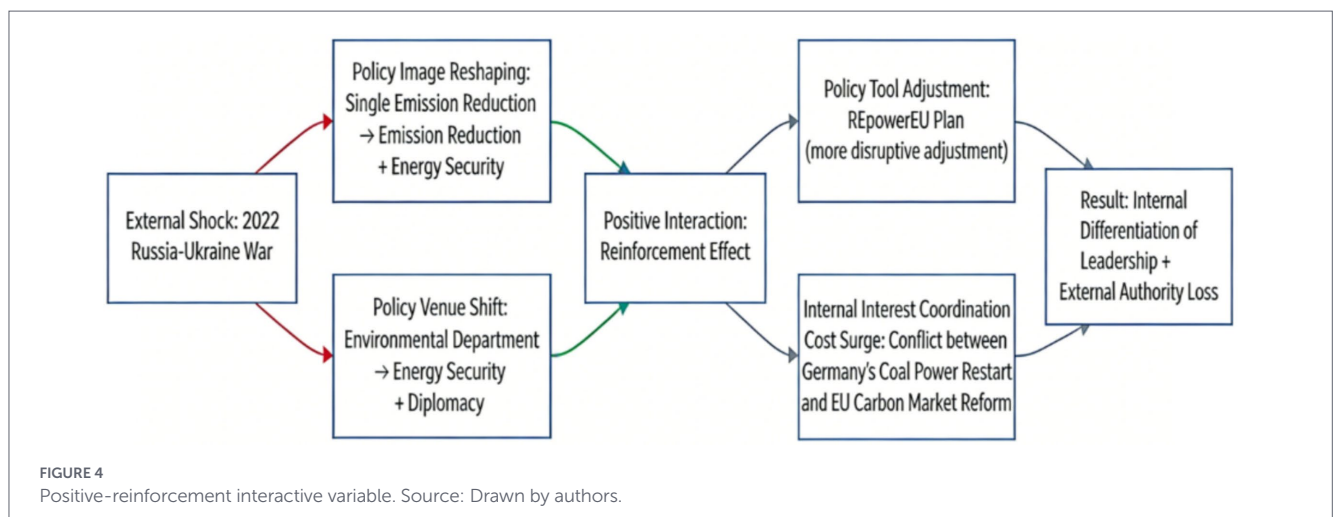 External Shock: 2022
Russia-Ukraine War
Policy Image Reshaping:
Single Emission Reduction
→ Emission Reduction
+ Energy Security
Policy Venue Shift:
Environmental Department
→ Energy Security
+ Diplomacy
Positive Interaction:
Reinforcement Effect
Policy Tool Adjustment:
REpowerEU Plan
(more disruptive adjustment)
Internal Interest Coordination
Cost Surge: Conflict between
Germany's Coal Power Restart
and EU Carbon Market Reform
Result: Internal
Differentiation of
Leadership +
External Authority Loss
FIGURE 4
Positive-reinforcement interactive variable. Source: Drawn by authors.